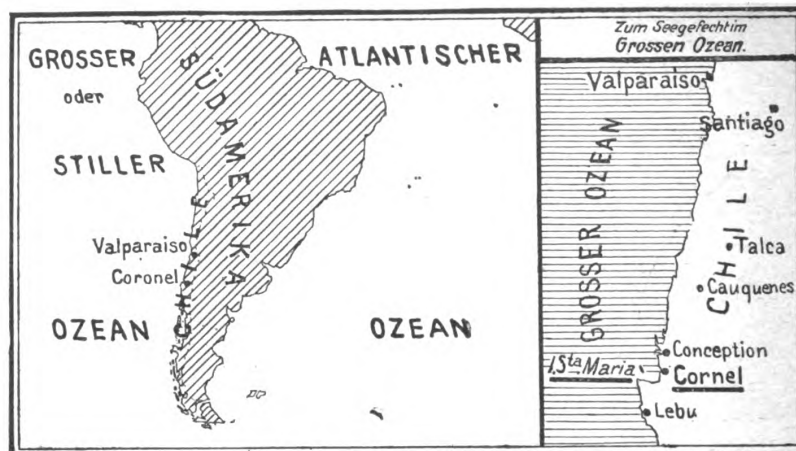 GROSSER
oder
STILLER
OZEAN
SÜDAMERIKA
ATLANTISCHER
OZEAN
CHILE
Valparaiso
Coronel
Zum Seegefecht im
Grossen Ozean.
Valparaiso
Santiago
GROSSER OZEAN
CHILE
Talca
Cauquenes
Conception
I. Sta Maria
Cornel
Lebu